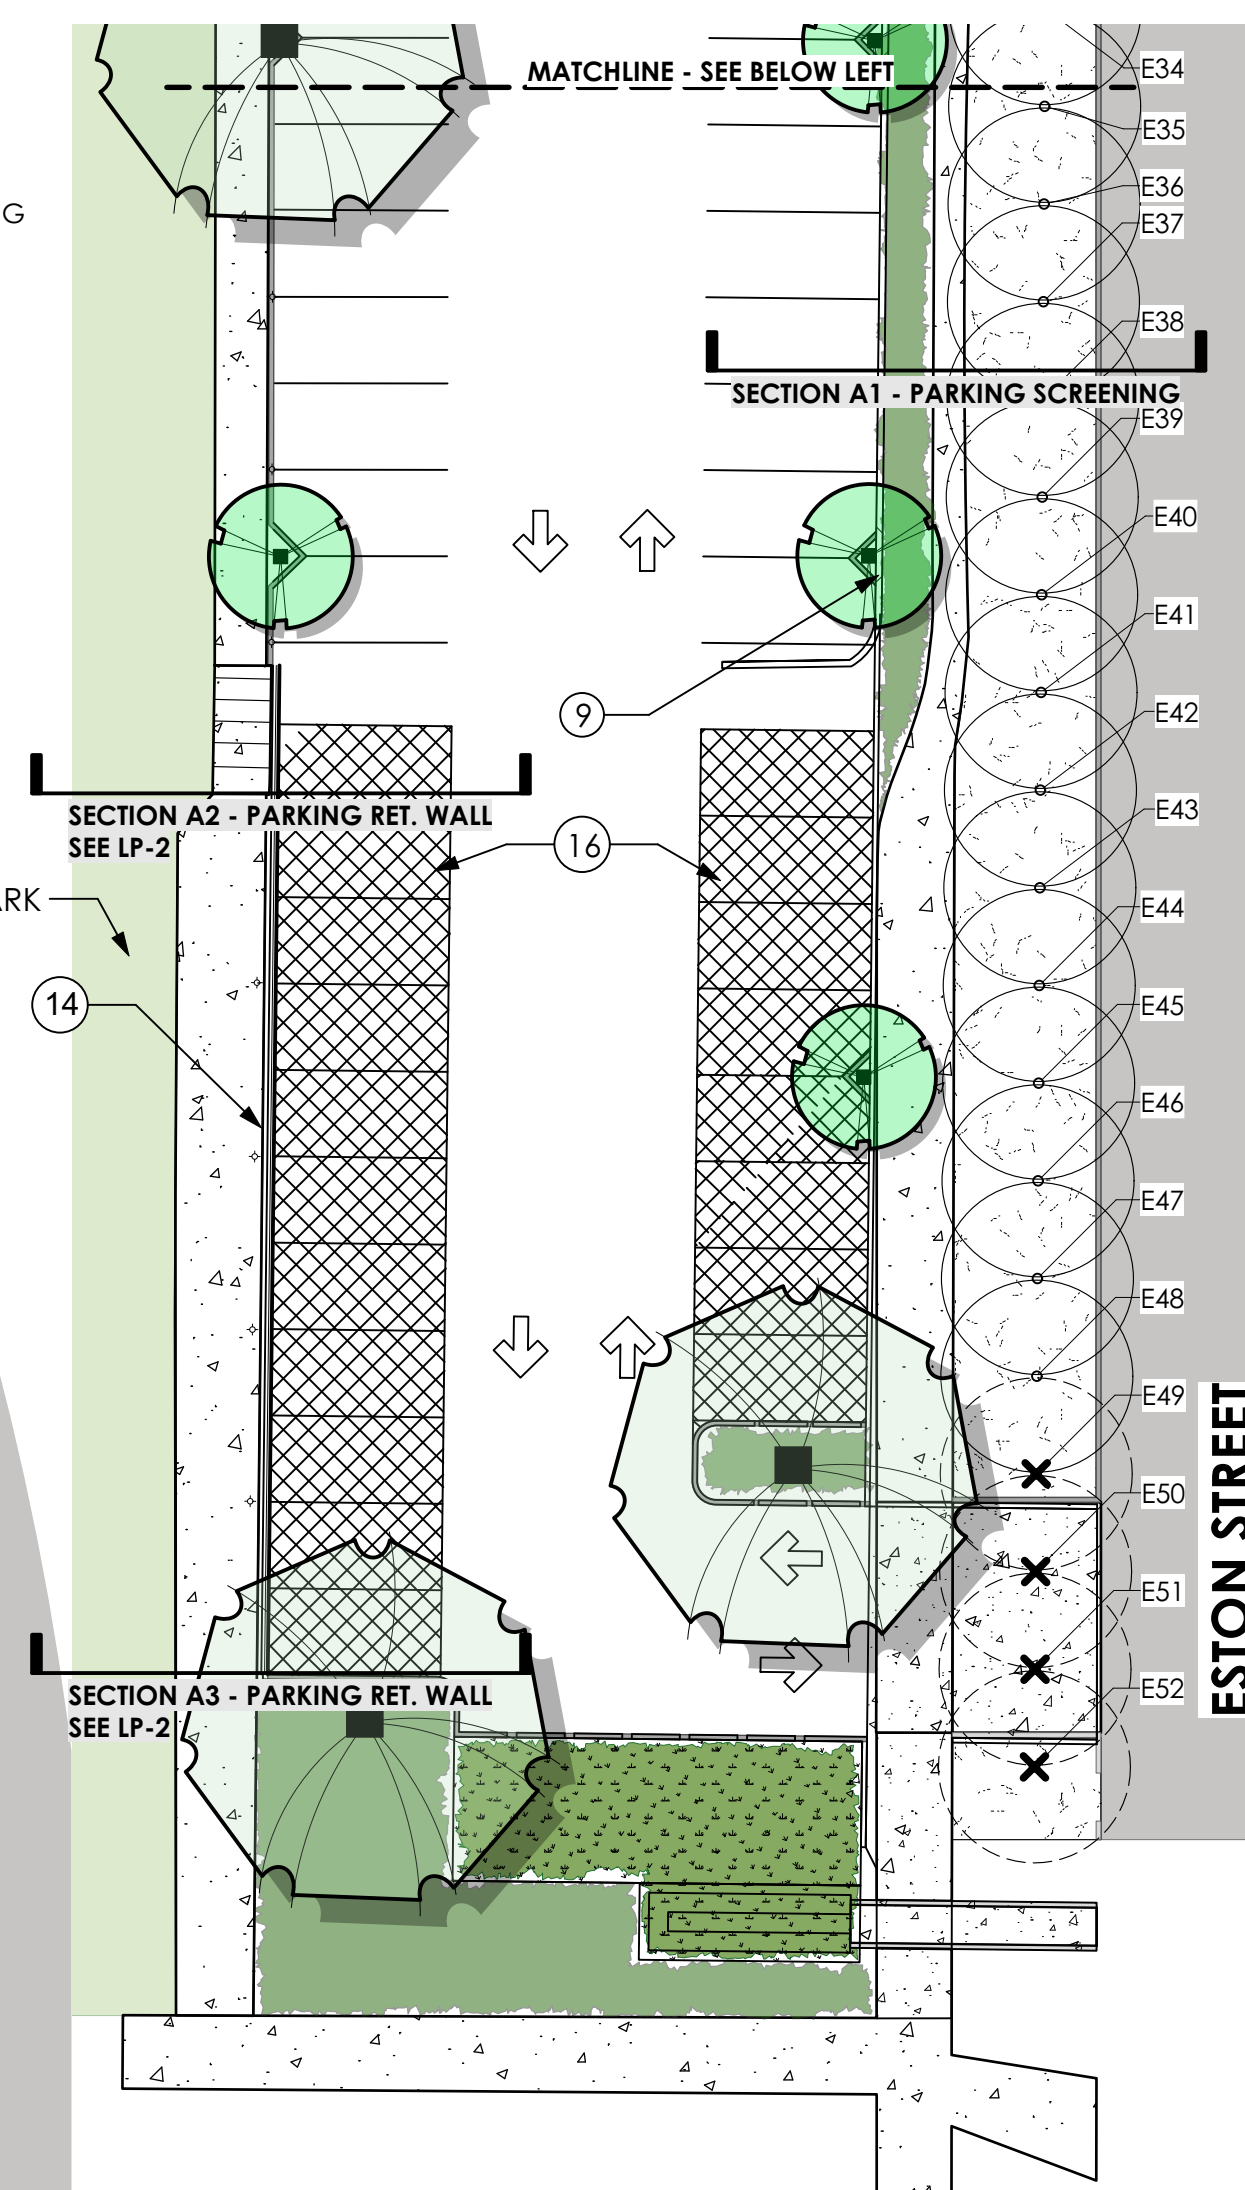 MATCHLINE - SEE BELOW LEFT
E34
E35
E36
G
E37
E38
SECTION A1 - PARKING SCREENING
E39
E40
E41
9
E42
SECTION A2 - PARKING RET. WALL
SEE LP-2
16
E43
ARK
E44
14
E45
E46
E47
E48
E49
E50
ESTON STREET
E51
E52
SECTION A3 - PARKING RET. WALL
SEE LP-2